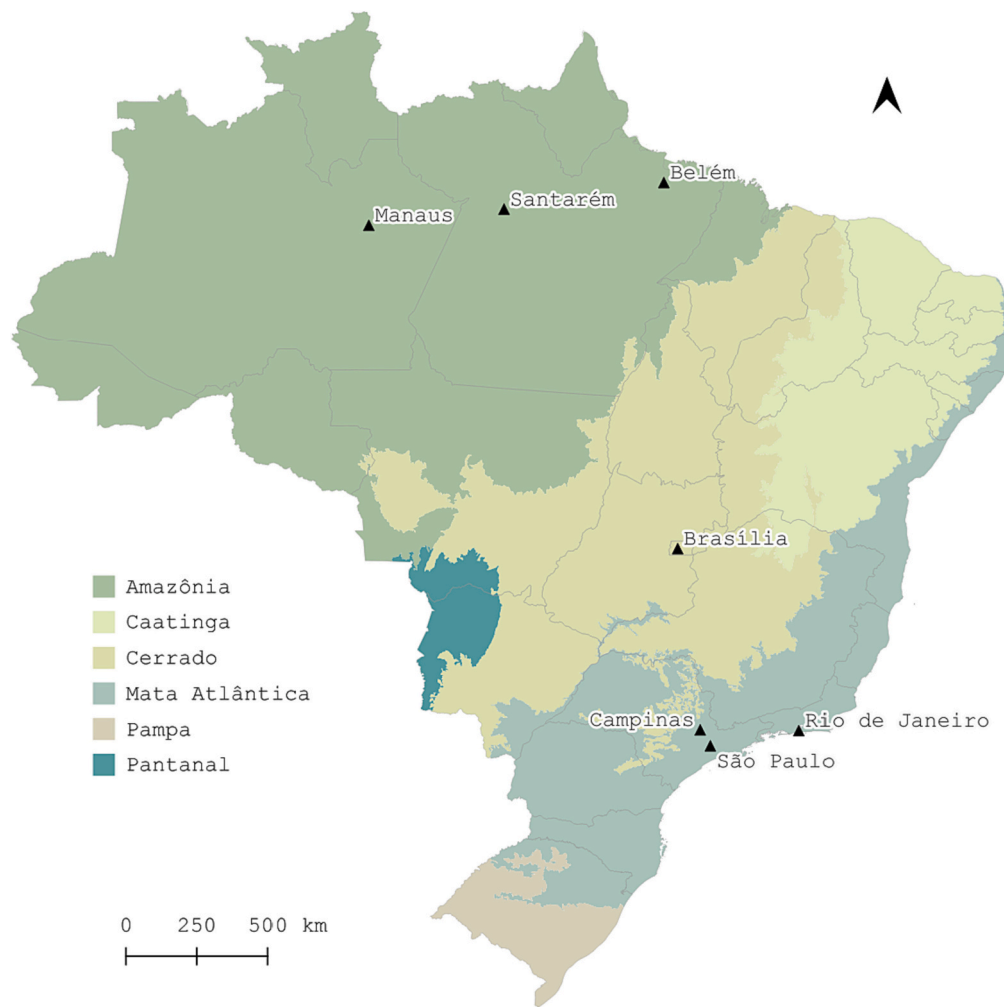 Belém
Santarém
Manaus
Brasília
Amazônia
Caatinga
Cerrado
Mata Atlântica
Pampa
Pantanal
Campinas
Rio de Janeiro
São Paulo
0 250 500 km